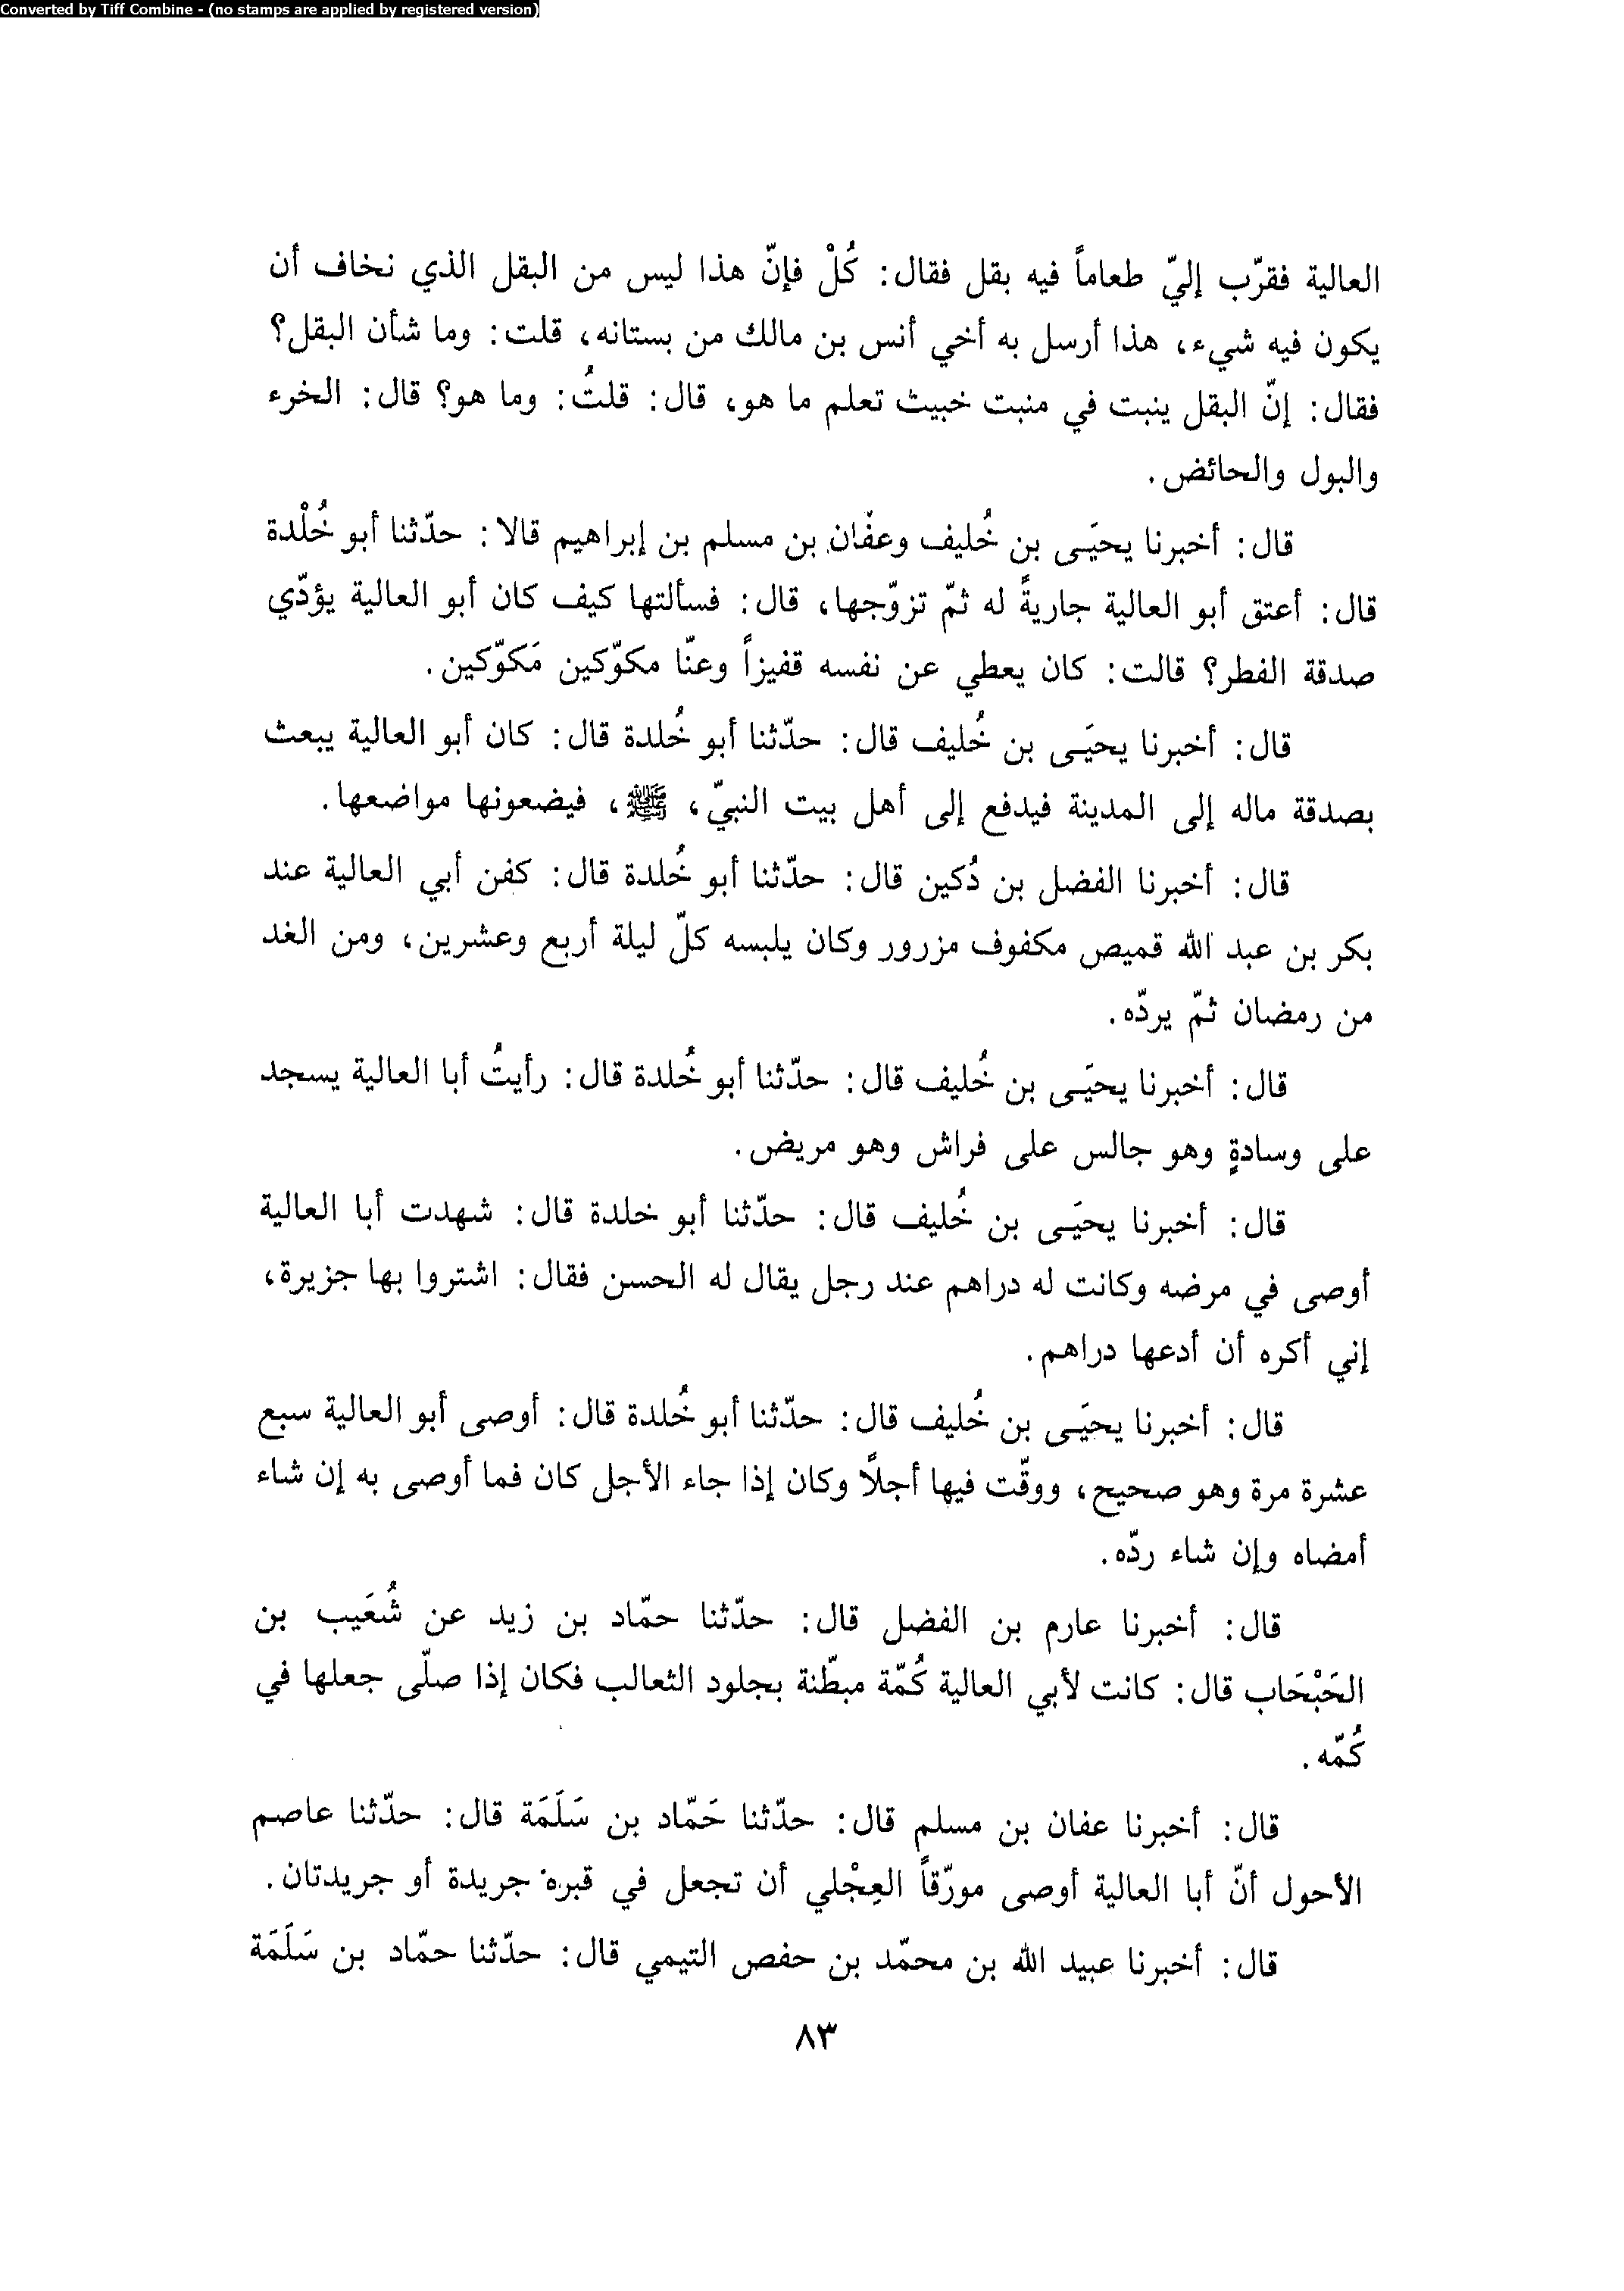 Converted by Tiff Combine - (no stamps are applied by registered version)
العالية فقرّب إليّ طعاماً فيه بقل فقال: كُلْ فإنّ هذا ليس من البقل الذي نخاف أن
يكون فيه شيء، هذا أرسل به أخي أنس بن مالك من بستانه، قلت: وما شأن البقل؟
فقال: إنّ البقل ينبت في منبت خبيث تعلم ما هو، قال: قلتُ: وما هو؟ قال: الخرء
والبول والحائض.
قال: أخبرنا يحيَـى بن خُليف وعفّان بن مسلم بن إبراهيم قالا: حدّثنا أبو خُلْدة
قال: أعتق أبو العالية جاريةً له ثمّ تزوّجها، قال: فسألتها كيف كان أبو العالية يؤدّي
صدقة الفطر؟ قالت: كان يعطي عن نفسه قفيزاً وعنّا مكوّكين مَكوّكين.
قال: أخبرنا يحيَـى بن خُليف قال: حدّثنا أبو خُلدة قال: كان أبو العالية يبعث
بصدقة ماله إلى المدينة فيدفع إلى أهل بيت النبيّ، ﷺ، فيضعونها مواضعها.
قال: أخبرنا الفضل بن دُكين قال: حدّثنا أبو خُلدة قال: كفن أبي العالية عند
بكر بن عبد الله قميص مكفوف مزرور وكان يلبسه كلّ ليلة أربع وعشرين، ومن الغد
من رمضان ثمّ يردّه.
قال: أخبرنا يحيَـى بن خُليف قال: حدّثنا أبو خُلدة قال: رأيتُ أبا العالية يسجد
على وسادةٍ وهو جالس على فراش وهو مريض.
قال: أخبرنا يحيَـى بن خُليف قال: حدّثنا أبو خلدة قال: شهدت أبا العالية
أوصى في مرضه وكانت له دراهم عند رجل يقال له الحسن فقال: اشتروا بها جزيرة،
إني أكره أن أدعها دراهم.
قال: أخبرنا يحيَـى بن خُليف قال: حدّثنا أبو خُلدة قال: أوصى أبو العالية سبع
عشرة مرة وهو صحيح، ووقّت فيها أجلًا وكان إذا جاء الأجل كان فما أوصى به إن شاء
أمضاه وإن شاء ردّه.
قال: أخبرنا عارم بن الفضل قال: حدّثنا حمّاد بن زيد عن شُعَيب بن
الحَبْحَاب قال: كانت لأبي العالية كُمّة مبطّنة بجلود الثعالب فكان إذا صلّى جعلها في
كُمّه.
قال: أخبرنا عفان بن مسلم قال: حدّثنا حَمّاد بن سَلَمَة قال: حدّثنا عاصم
الأحول أنّ أبا العالية أوصى مورّقاً العِجْلي أن تجعل في قبره جريدة أو جريدتان.
قال: أخبرنا عبيد الله بن محمّد بن حفص التيمي قال: حدّثنا حمّاد بن سَلَمَة
٨٣